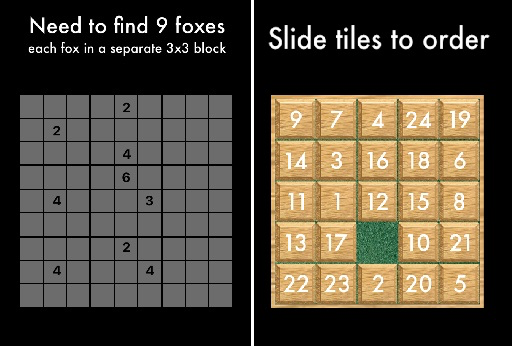 Need to find 9 foxes
each fox in a separate 3x3 block
2
2
4
6
4 3
2
4 4
Slide tiles to order
9 7 4 24 19
14 3 16 18 6
11 1 12 15 8
13 17 10 21
22 23 2 20 5